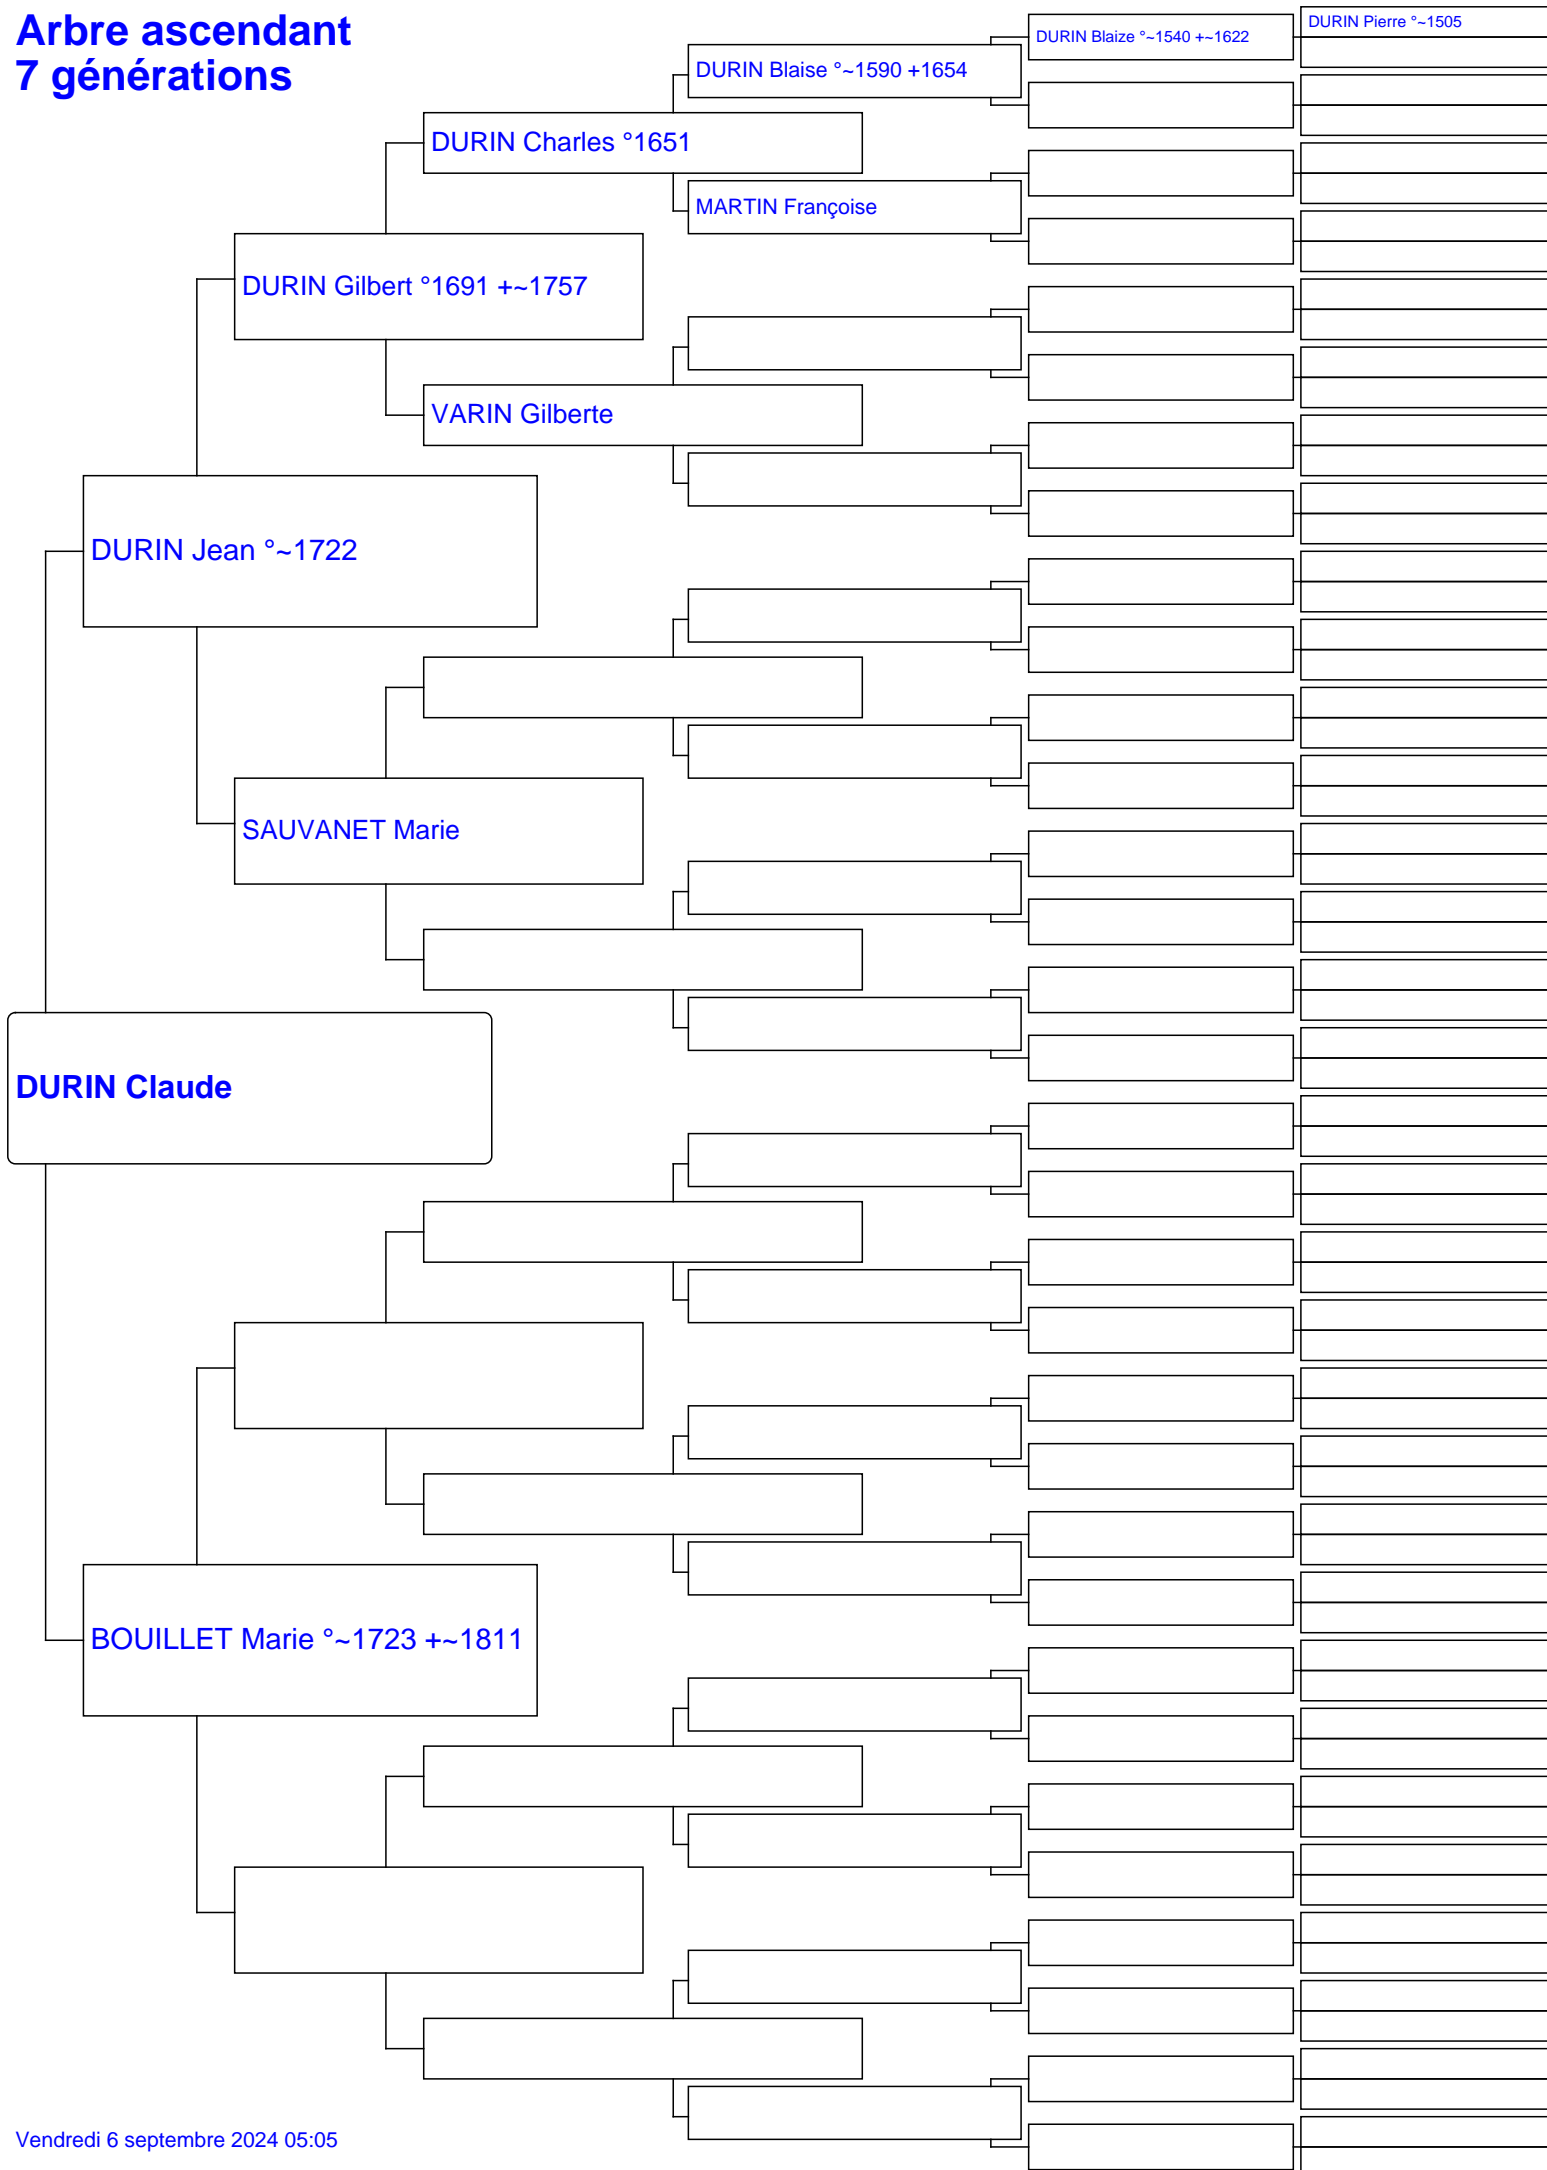 Arbre ascendant
7 générations
DURIN Pierre °~1505
DURIN Blaize °~1540 +~1622
DURIN Blaise °~1590 +1654
DURIN Charles °1651
MARTIN Françoise
DURIN Gilbert °1691 +~1757
VARIN Gilberte
DURIN Jean °~1722
SAUVANET Marie
DURIN Claude
BOUILLET Marie °~1723 +~1811
Vendredi 6 septembre 2024 05:05